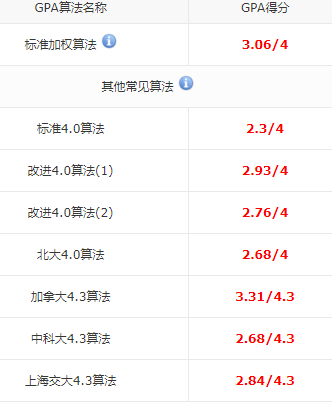 GPA算法名称 GPA得分
标准加权算法 3.06/4
其他常见算法
标准4.0算法 2.3/4
改进4.0算法(1) 2.93/4
改进4.0算法(2) 2.76/4
北大4.0算法 2.68/4
加拿大4.3算法 3.31/4.3
中科大4.3算法 2.68/4.3
上海交大4.3算法 2.84/4.3